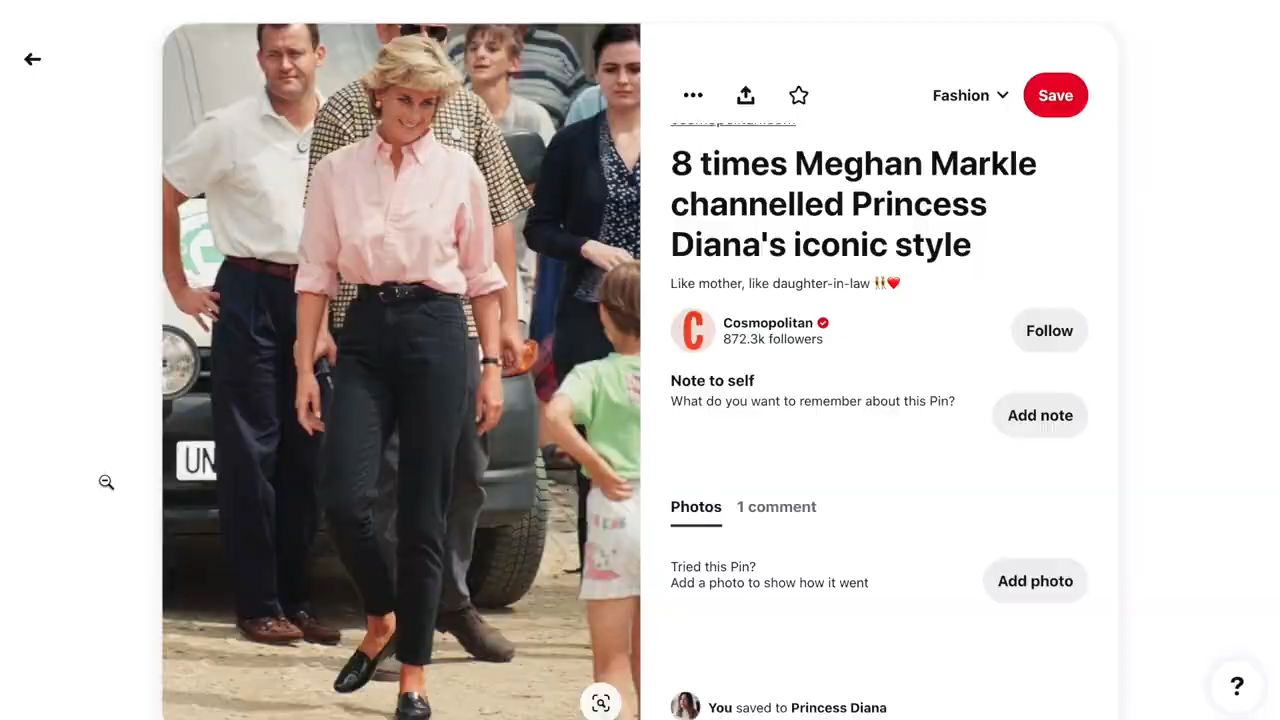 Fashion
Save
cosmopolitan.com
8 times Meghan Markle
channelled Princess
Diana's iconic style
Like mother, like daughter-in-law 👯❤️
Cosmopolitan
872.3k followers
Follow
Note to self
What do you want to remember about this Pin?
Add note
Photos
1 comment
Tried this Pin?
Add a photo to show how it went
Add photo
You saved to Princess Diana
UN
?